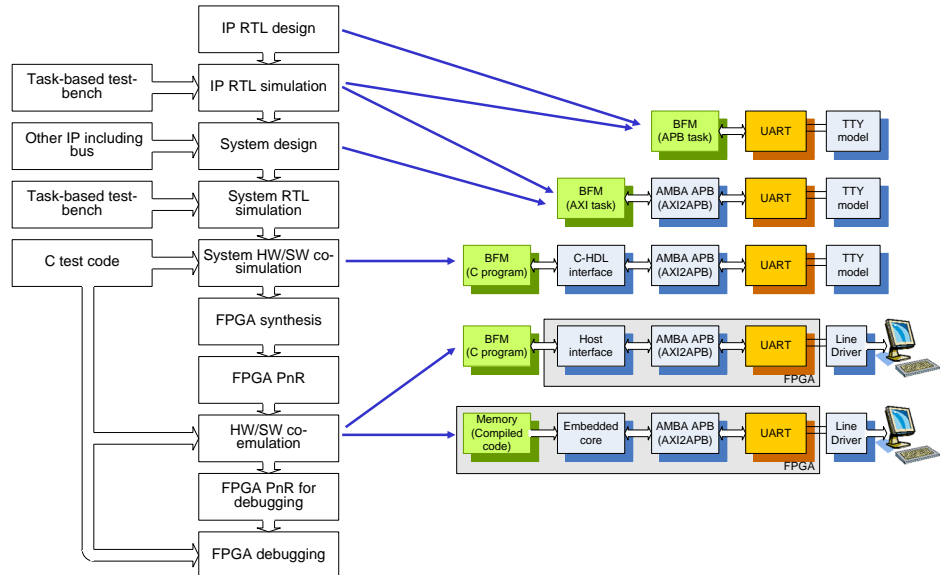 IP RTL design
Task-based test-
bench
IP RTL simulation
Other IP including
bus
System design
Task-based test-
bench
System RTL
simulation
C test code
System HW/SW co-
simulation
FPGA synthesis
FPGA PnR
HW/SW co-
emulation
FPGA PnR for
debugging
FPGA debugging
BFM
(APB task)
UART
TTY
model
BFM
(AXI task)
AMBA APB
(AXI2APB)
UART
TTY
model
BFM
(C program)
C-HDL
interface
AMBA APB
(AXI2APB)
UART
TTY
model
BFM
(C program)
Host
interface
AMBA APB
(AXI2APB)
UART
FPGA
Line
Driver
Memory
(Compiled
code)
Embedded
core
AMBA APB
(AXI2APB)
UART
FPGA
Line
Driver